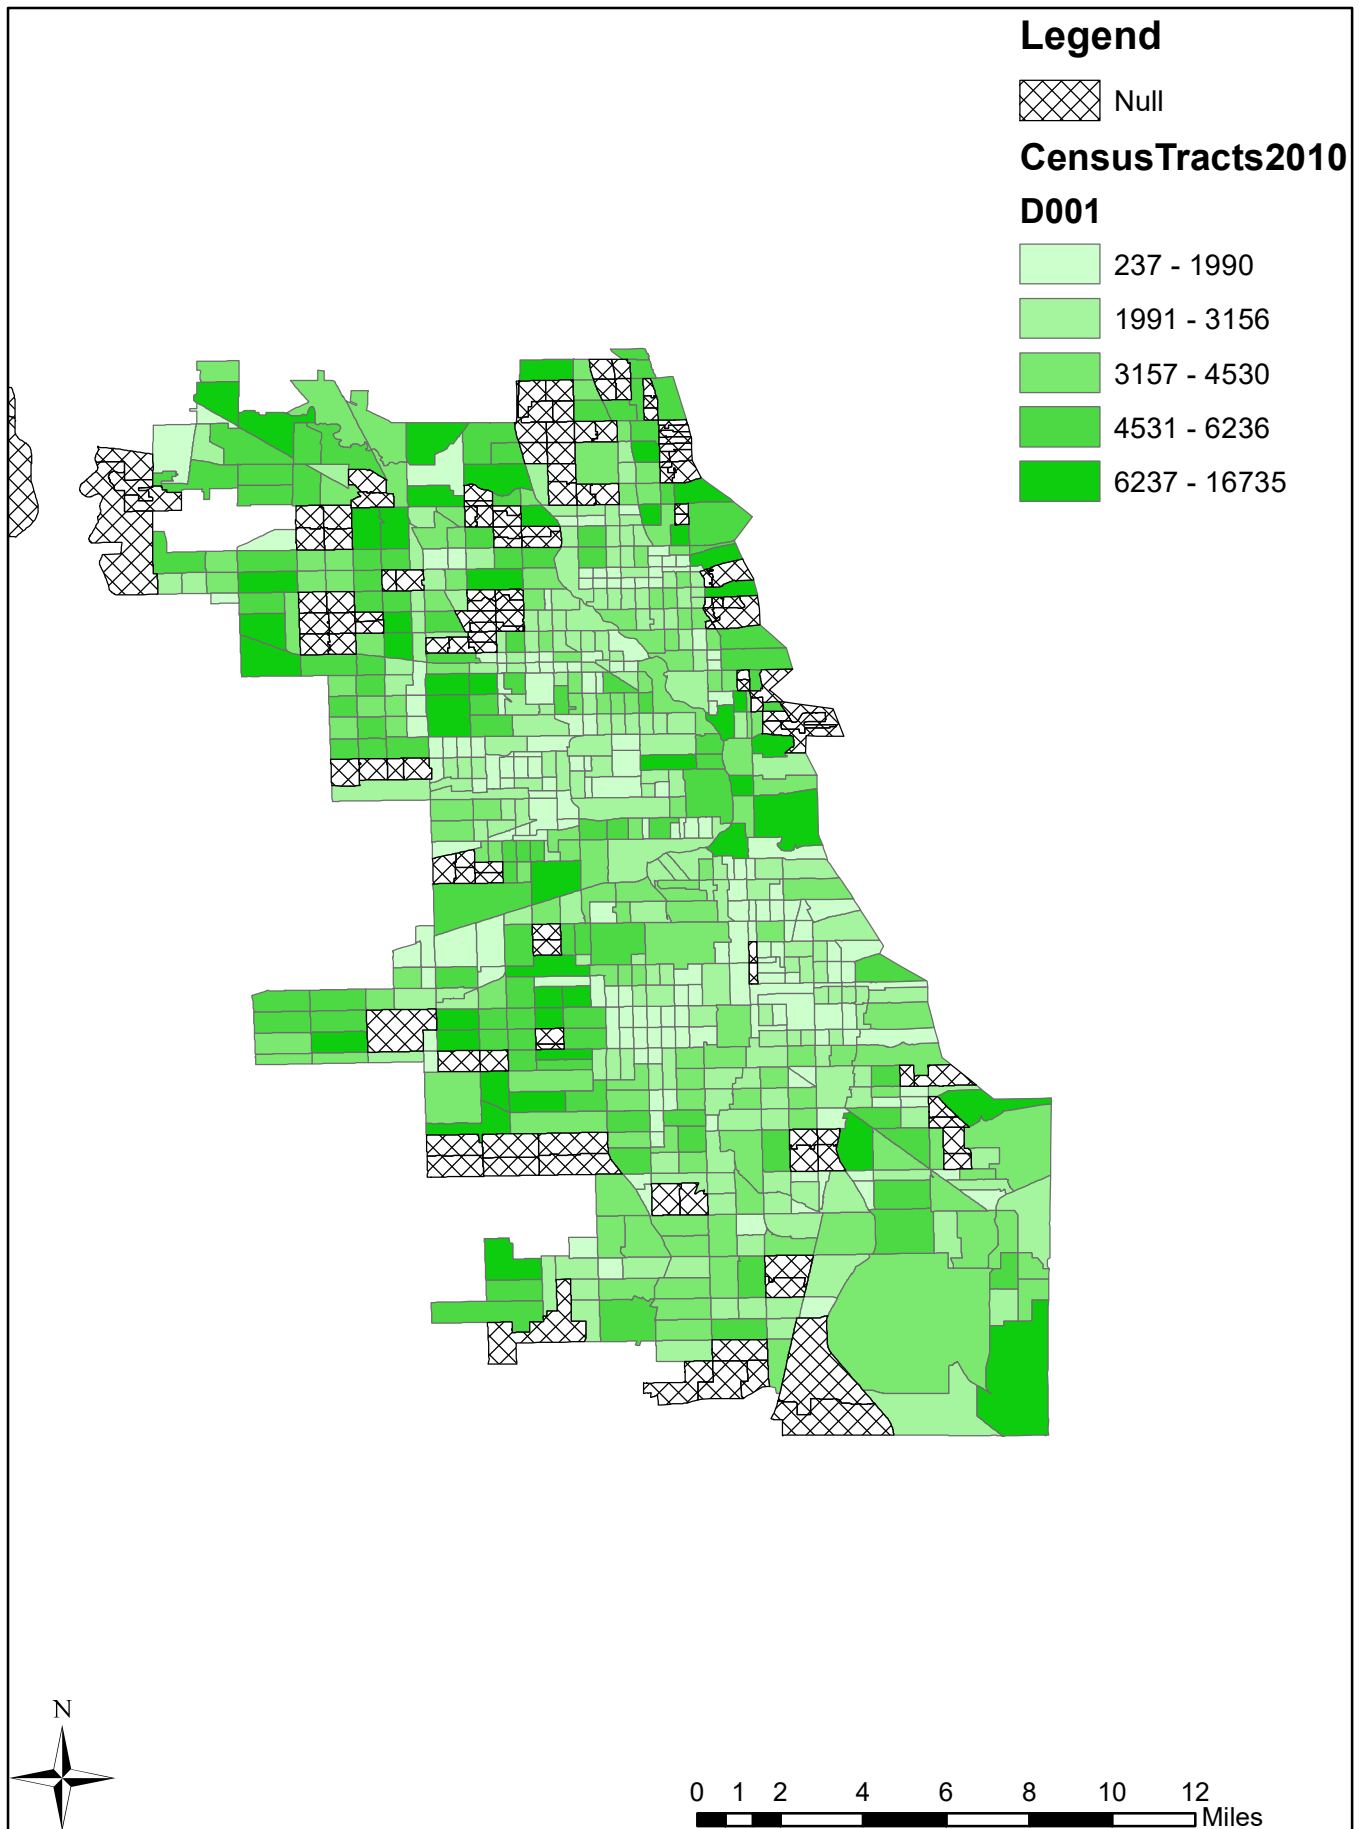 Legend
Null
CensusTracts2010
D001
237 - 1990
1991 - 3156
3157 - 4530
4531 - 6236
6237 - 16735
N
0 1 2 4 6 8 10 12
Miles